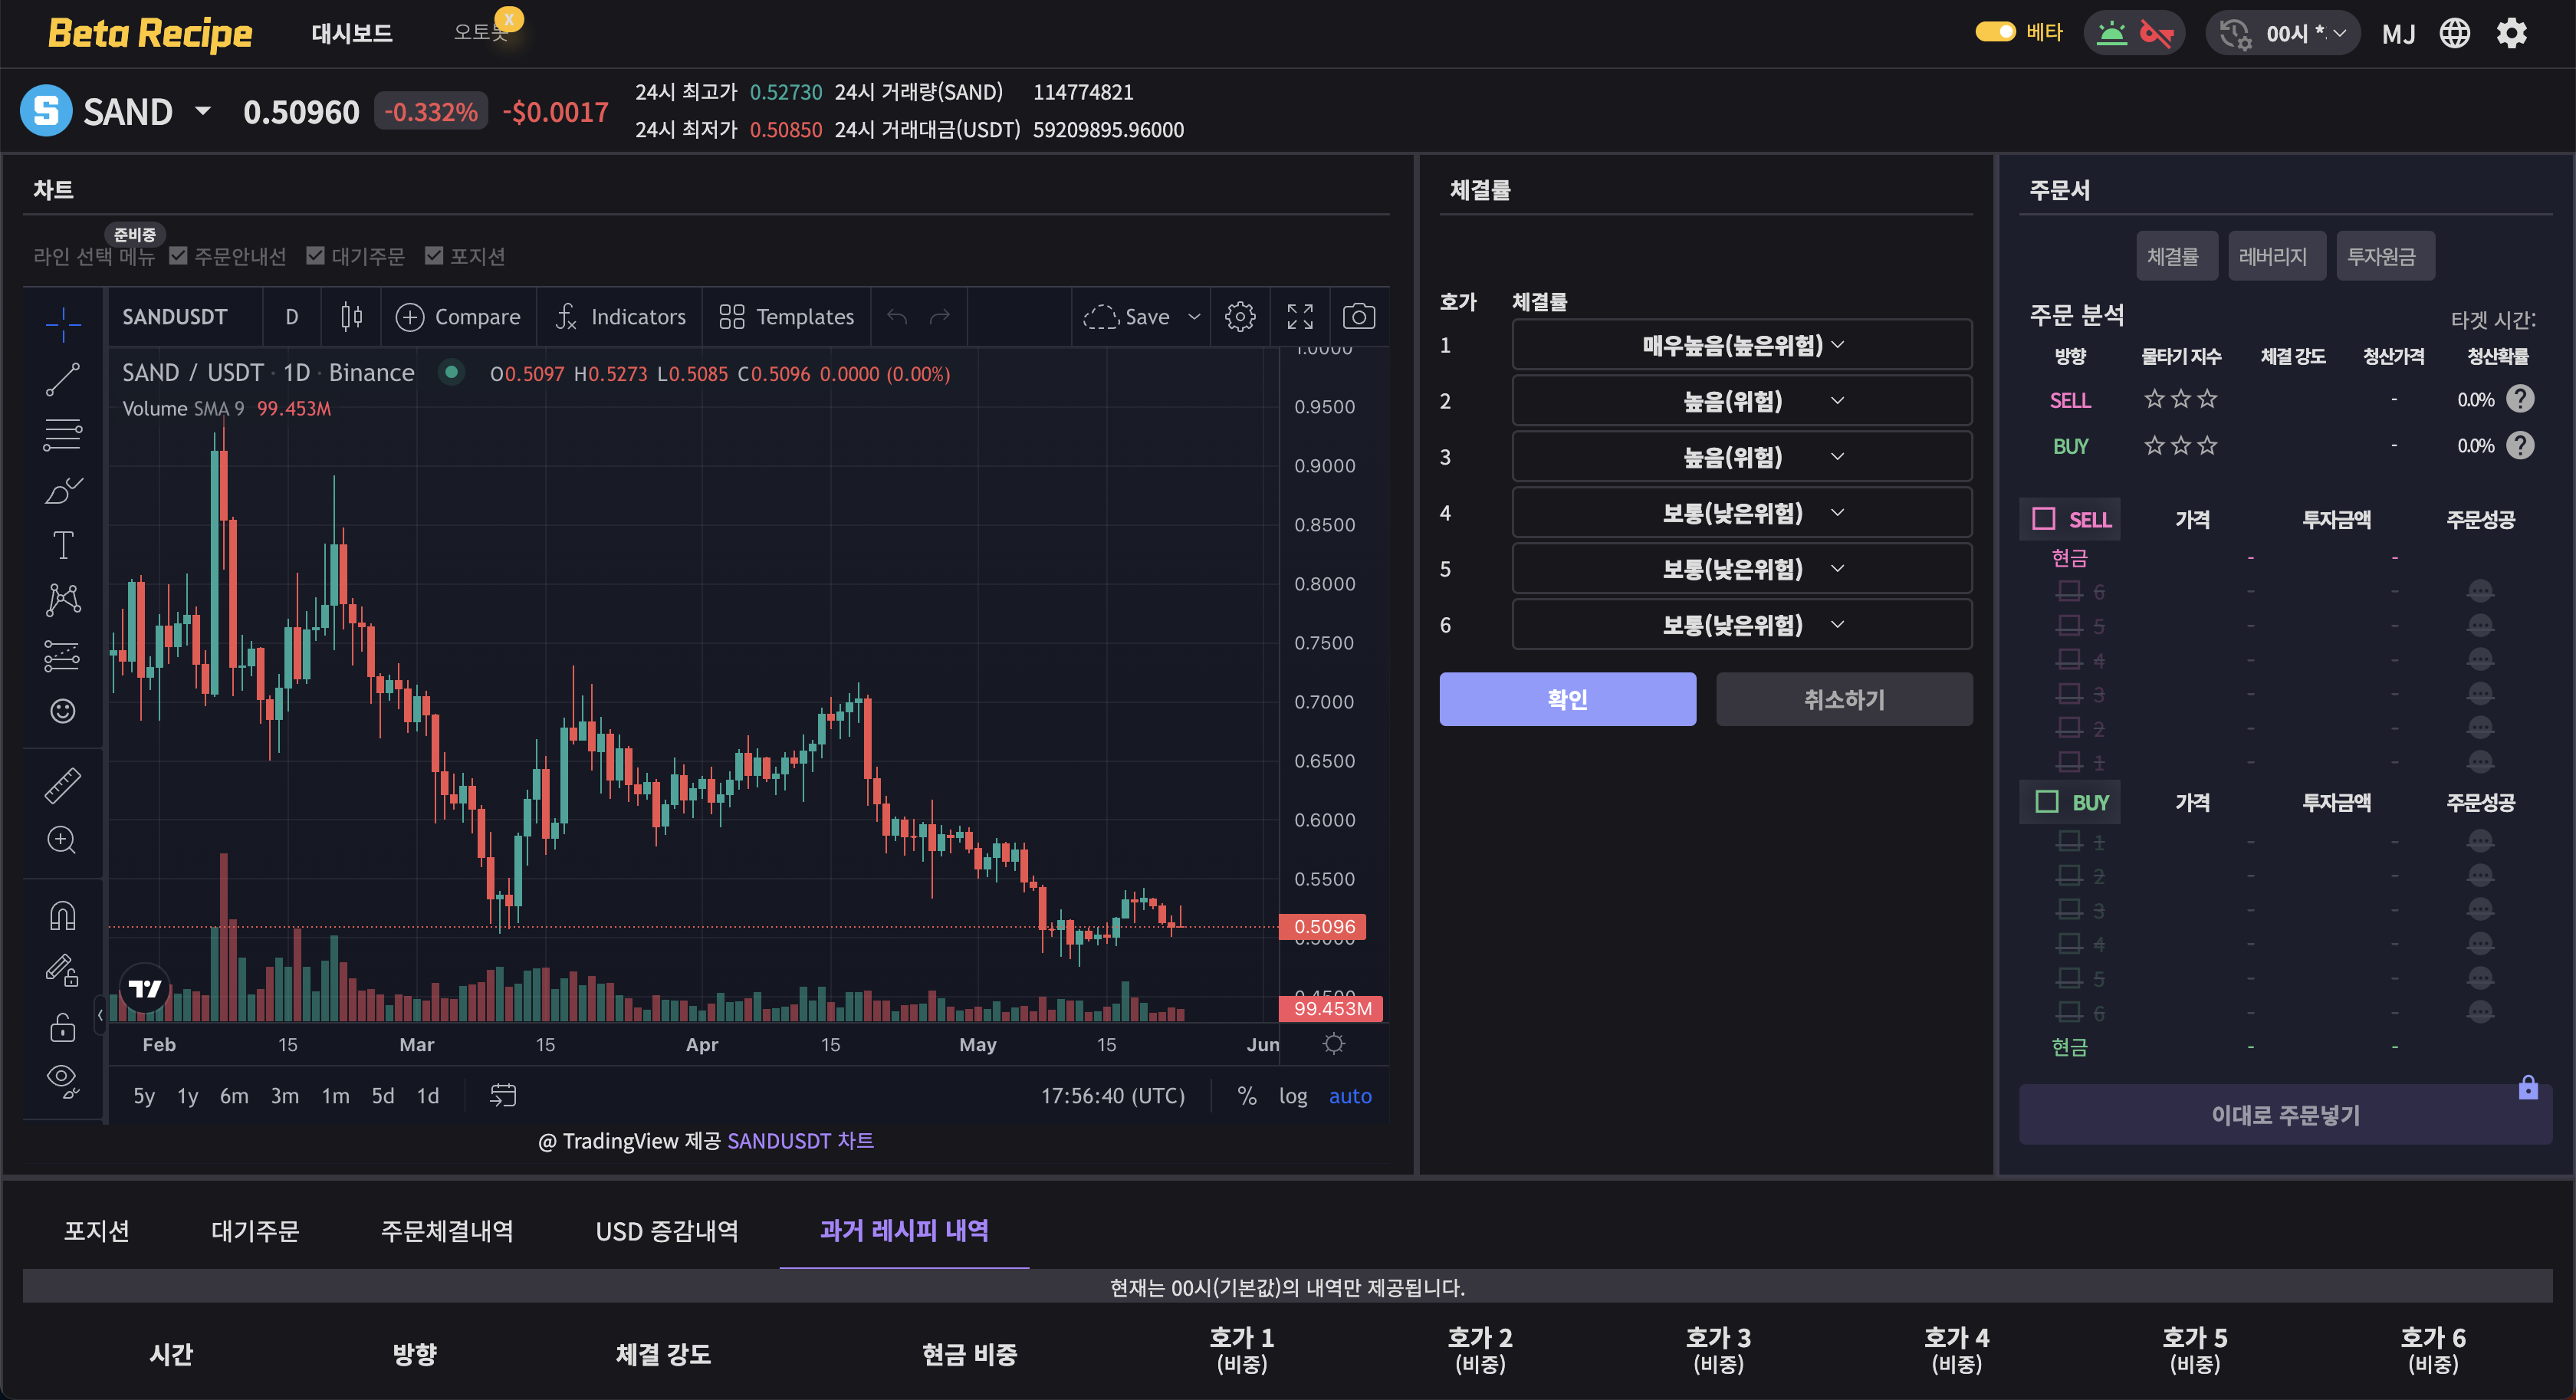 Beta Recipe 대시보드 오토봇 X 베타 00시 * MJ
S SAND 0.50960 -0.332% -$0.0017
24시 최고가 0.52730 24시 거래량(SAND) 114774821
24시 최저가 0.50850 24시 거래대금(USDT) 59209895.96000
차트
준비중
라인 선택 메뉴 주문안내선 대기주문 포지션
SANDUSDT D Compare Indicators Templates Save
SAND / USDT · 1D · Binance O0.5097 H0.5273 L0.5085 C0.5096 0.0000 (0.00%)
Volume SMA 9 99.453M
1.0000
0.9500
0.9000
0.8500
0.8000
0.7500
0.7000
0.6500
0.6000
0.5500
0.5096
0.5000
0.4500
99.453M
Feb 15 Mar 15 Apr 15 May 15 Jun
5y 1y 6m 3m 1m 5d 1d 17:56:40 (UTC) % log auto
@ TradingView 제공 SANDUSDT 차트
체결률
호가 체결률
1 매우높음(높은위험)
2 높음(위험)
3 높음(위험)
4 보통(낮은위험)
5 보통(낮은위험)
6 보통(낮은위험)
확인 취소하기
주문서
체결률 레버리지 투자원금
주문 분석 타겟 시간:
방향 물타기 지수 체결 강도 청산가격 청산확률
SELL - 0.0% ?
BUY - 0.0% ?
SELL 가격 투자금액 주문성공
현금 - -
6 - -
5 - -
4 - -
3 - -
2 - -
1 - -
BUY 가격 투자금액 주문성공
1 - -
2 - -
3 - -
4 - -
5 - -
6 - -
현금 - -
이대로 주문넣기
포지션 대기주문 주문체결내역 USD 증감내역 과거 레시피 내역
현재는 00시(기본값)의 내역만 제공됩니다.
시간 방향 체결 강도 현금 비중 호가 1 호가 2 호가 3 호가 4 호가 5 호가 6
(비중) (비중) (비중) (비중) (비중) (비중)